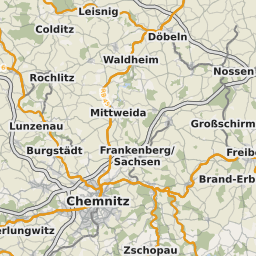 Leisnig
Colditz
Döbeln
Waldheim
Nossen
Rochlitz
Mittweida
Lunzenau
Großschirm
Burgstädt
Frankenberg/
Sachsen
Freibe
Brand-Erb
Chemnitz
erlungwitz
Zschopau